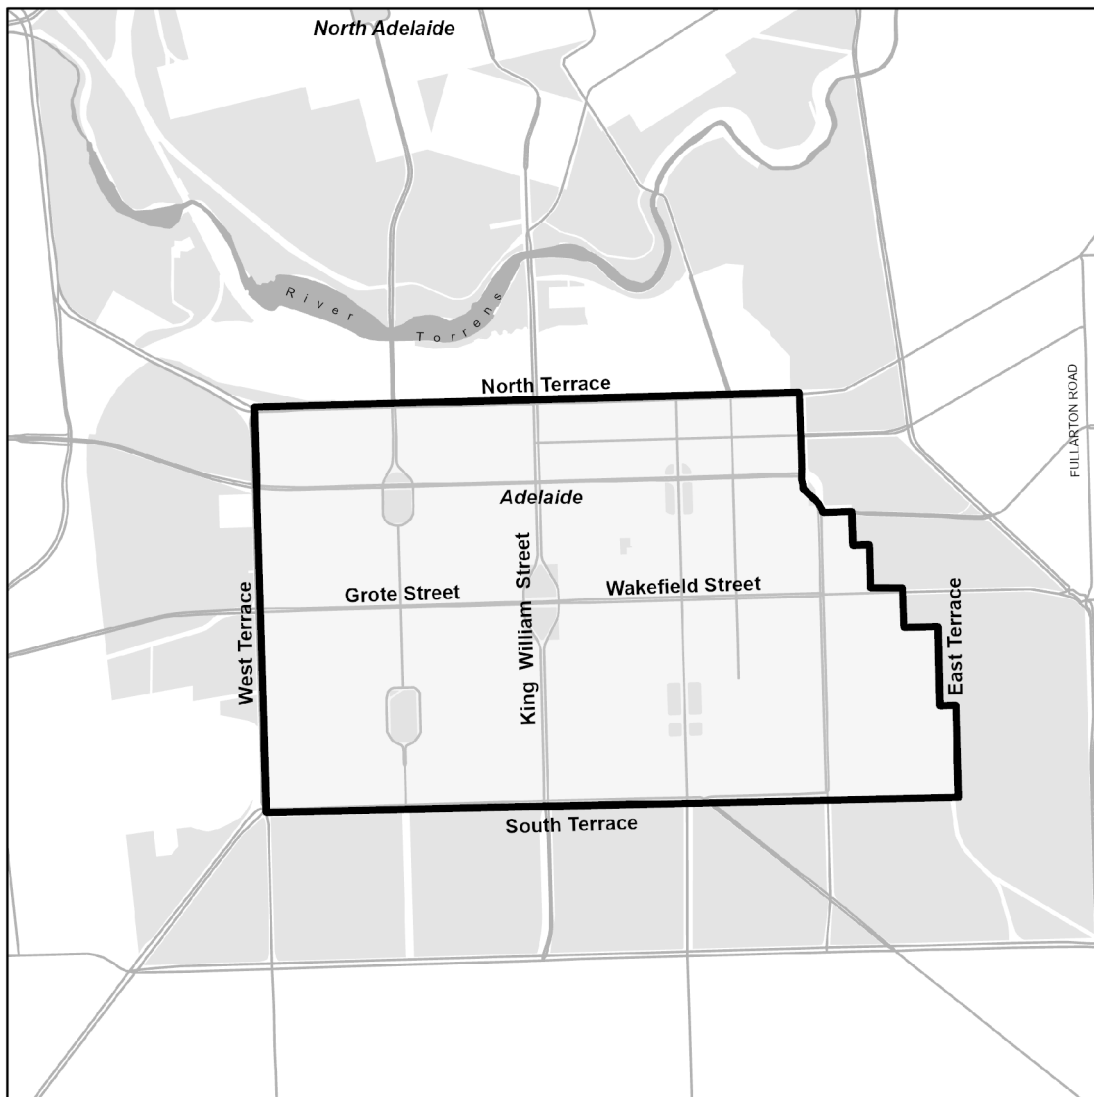 North Adelaide
River
Torrens
North Terrace
FULLARTON ROAD
Adelaide
Grote Street
King William Street
Wakefield Street
West Terrace
East Terrace
South Terrace